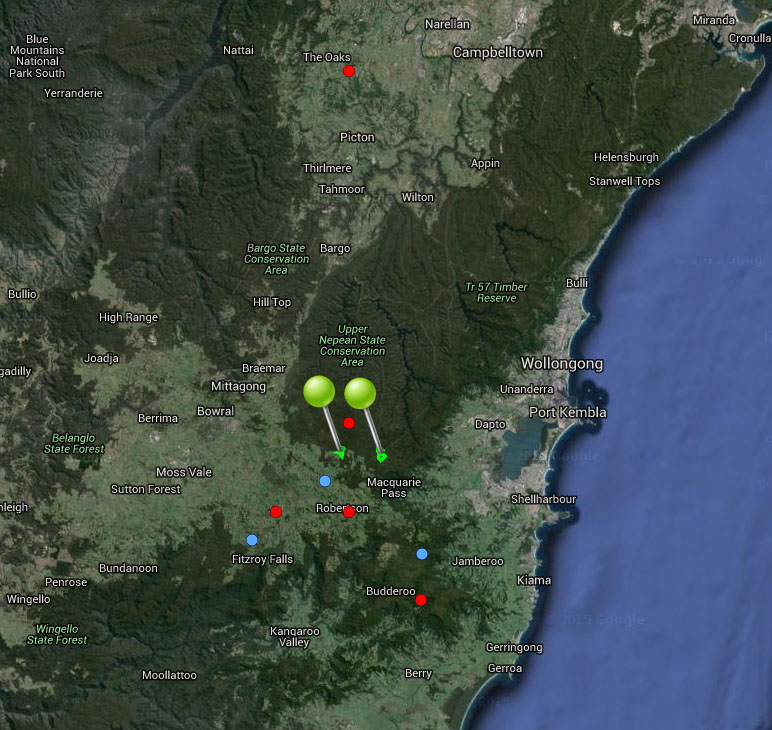 Narellan
Miranda
Cronulla
Blue
Mountains
National
Park South
Nattai
The Oaks
Campbelltown
Yerranderie
Picton
Appin
Helensburgh
Thirlmere
Stanwell Tops
Tahmoor
Wilton
Bargo State
Conservation
Area
Bargo
Bulli
Tr 57 Timber
Reserve
Bullio
Hill Top
High Range
Upper
Nepean State
Conservation
Area
Joadja
gadilly
Braemar
Wollongong
Mittagong
Unanderra
Bowral
Port Kembla
Berrima
Dapto
Belanglo
State Forest
Moss Vale
Macquarie
Pass
Sutton Forest
Shellharbour
nleigh
Robertson
Fitzroy Falls
Jamberoo
Bundanoon
Penrose
Kiama
Budderoo
Wingello
Wingello
State Forest
Kangaroo
Valley
© 2015 Google
Gerringong
Moollattoo
Berry
Gerroa